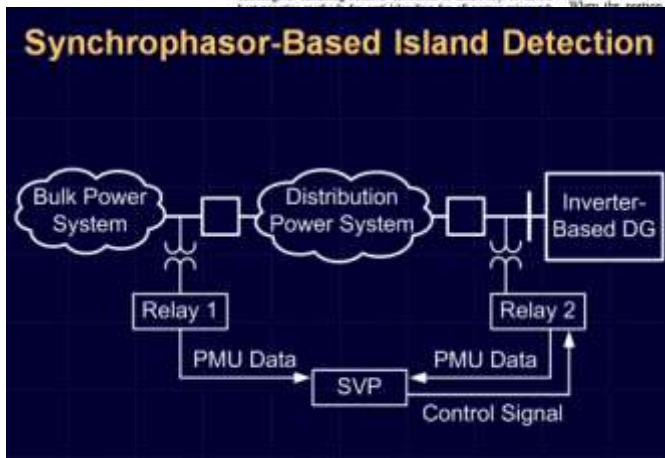 Synchrophasor-Based Island Detection
Bulk Power
System
Distribution
Power System
Inverter-
Based DG
Relay 1
Relay 2
PMU Data
PMU Data
SVP
Control Signal